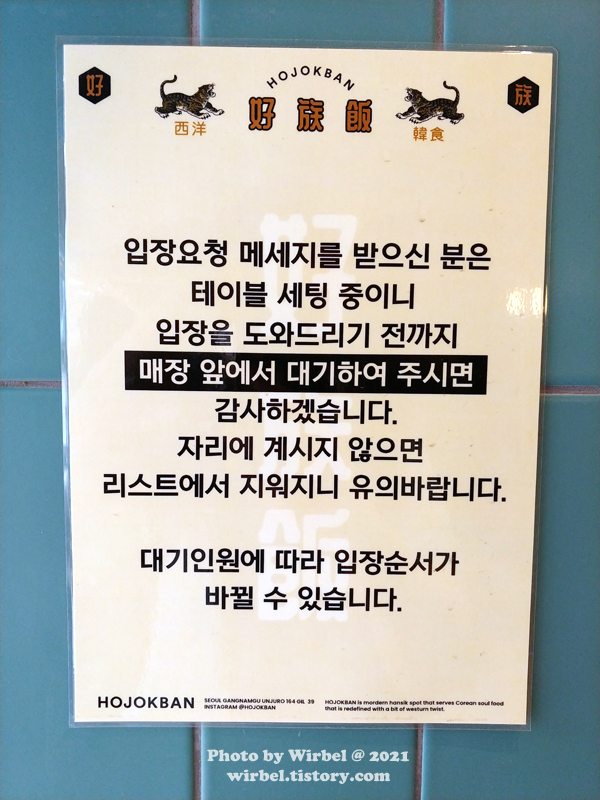 好
HOJOKBAN
好族飯
族
西洋
韓食
입장요청 메세지를 받으신 분은
테이블 세팅 중이니
입장을 도와드리기 전까지
매장 앞에서 대기하여 주시면
감사하겠습니다.
자리에 계시지 않으면
리스트에서 지워지니 유의바랍니다.
대기인원에 따라 입장순서가
바뀔 수 있습니다.
好族飯
HOJOKBAN
SEOUL GANGNAMGU UNJURO 164 GIL 39
INSTAGRAM @HOJOKBAN
HOJOKBAN is mordern hansik spot that serves Corean soul food
that is redefined with a bit of westurn twist.
Photo by Wirbel @ 2021
wirbel.tistory.com